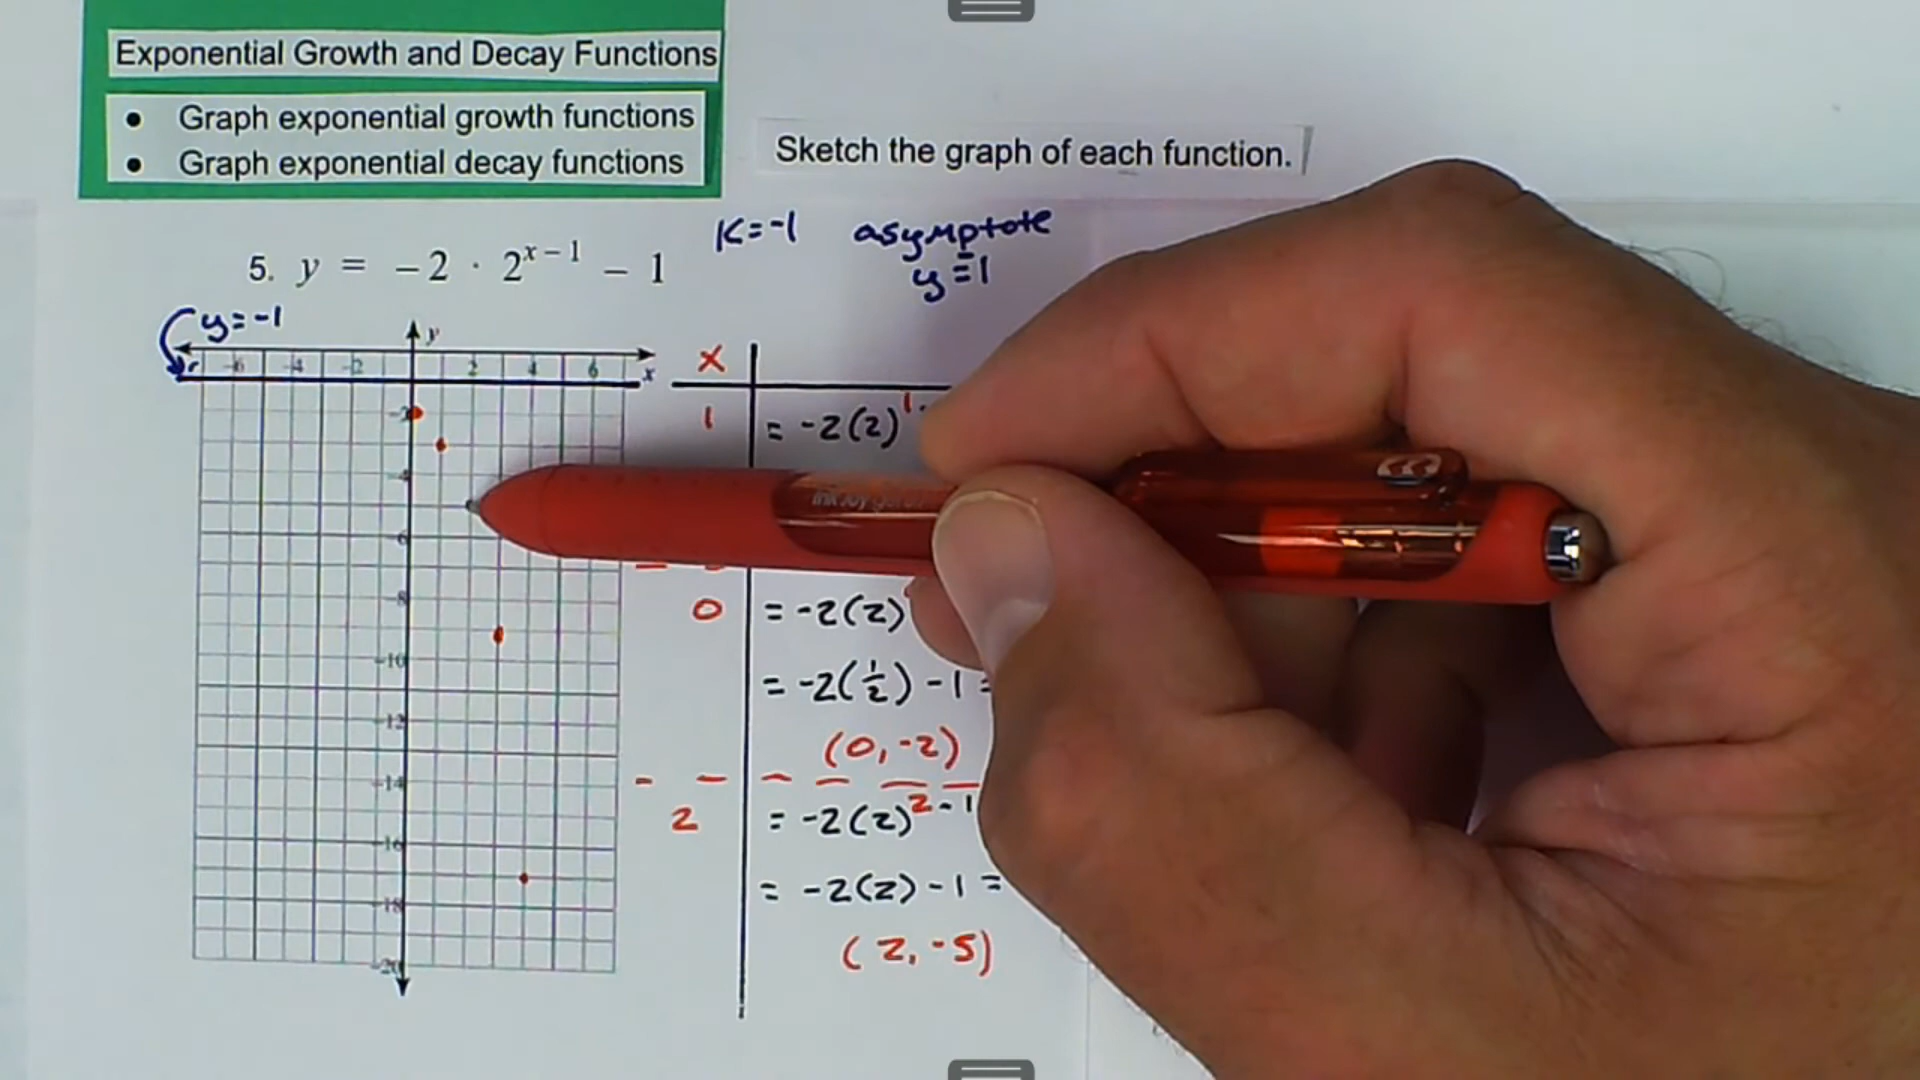 Exponential Growth and Decay Functions
• Graph exponential growth functions
• Graph exponential decay functions
Sketch the graph of each function.
K=-1 asymptote
y=1
5. y = -2 · 2^{x-1} - 1
y=-1
y
-6 -4 -2 2 4 6 x
-2
-4
-6
-8
-10
-12
-14
-16
-18
-20
x
1 = -2(2)^1-
0 = -2(2)
= -2(1/2) -1 =
(0,-2)
2 = -2(2)^{2-1}
= -2(2)-1 =
(2,-5)